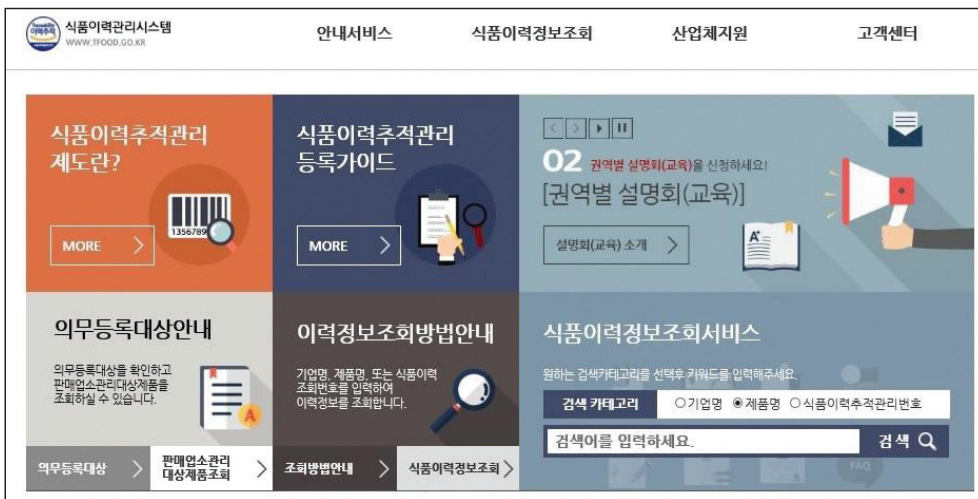 식품이력관리시스템
WWW.TFOOD.GO.KR
안내서비스
식품이력정보조회
산업체지원
고객센터
식품이력추적관리
제도란?
1356789
MORE
식품이력추적관리
등록가이드
MORE
02 권역별 설명회(교육)을 신청하세요!
[권역별 설명회(교육)]
설명회(교육) 소개
A+
의무등록대상안내
의무등록대상을 확인하고
판매업소관리대상제품을
조회하실 수 있습니다.
A
의무등록대상
판매업소관리
대상제품조회
이력정보조회방법안내
기업명, 제품명, 또는 식품이력
조회번호를 입력하여
이력정보를 조회합니다.
조회방법안내
식품이력정보조회
식품이력정보조회서비스
원하는 검색카테고리를 선택후 키워드를 입력해주세요.
검색 카테고리
기업명 제품명 식품이력추적관리번호
검색어를 입력하세요.
검색
FAQ